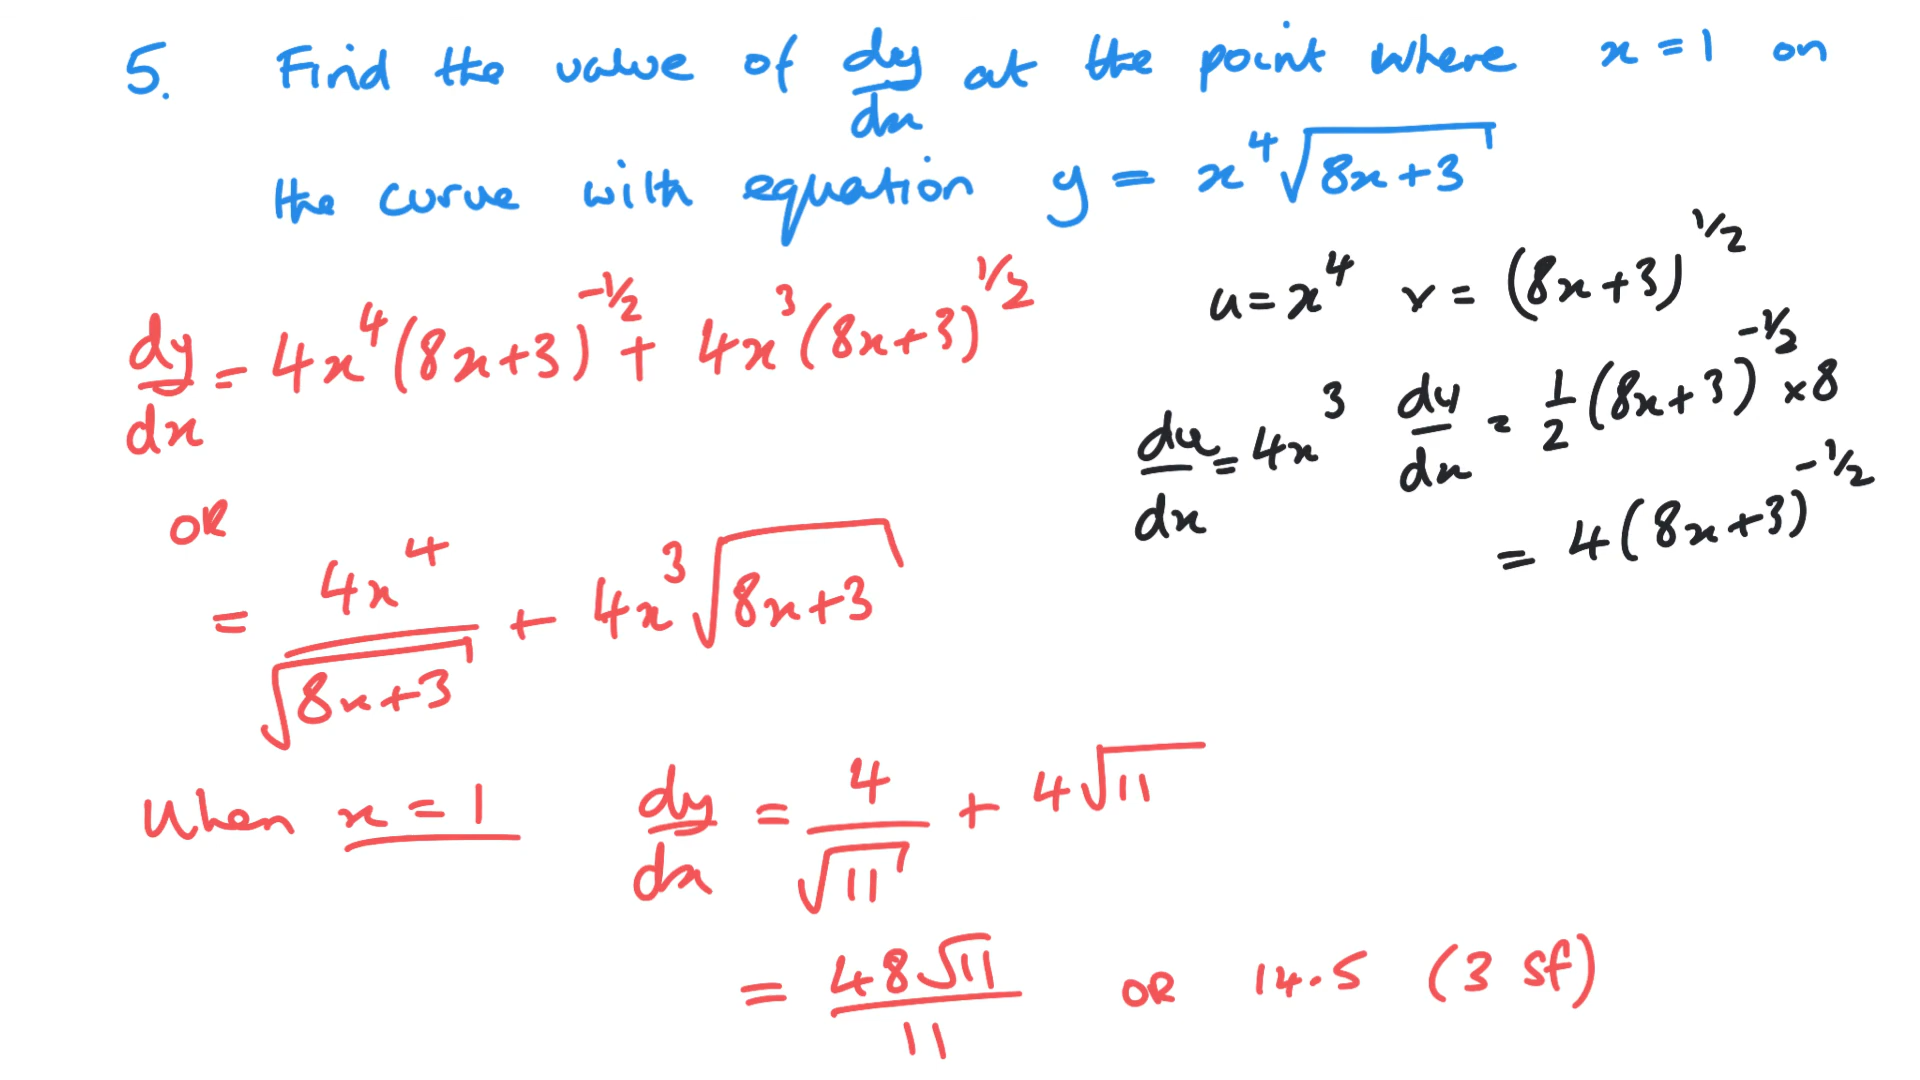 5. Find the value of dy/dx at the point where x = 1 on
the curve with equation y = x⁴√(8x+3)
u = x⁴ v = (8x+3)^1/2
dy/dx = 4x⁴(8x+3)^-1/2 + 4x³(8x+3)^1/2
du/dx = 4x³ dy/dx = 1/2(8x+3)^-1/2 × 8
= 4(8x+3)^-1/2
OR
= 4x⁴/√(8x+3) + 4x³√(8x+3)
When x = 1 dy/dx = 4/√11 + 4√11
= 48√11/11 OR 14.5 (3 sf)